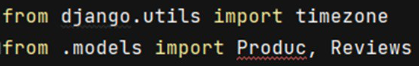 from django.utils import timezone
from .models import Produc, Reviews